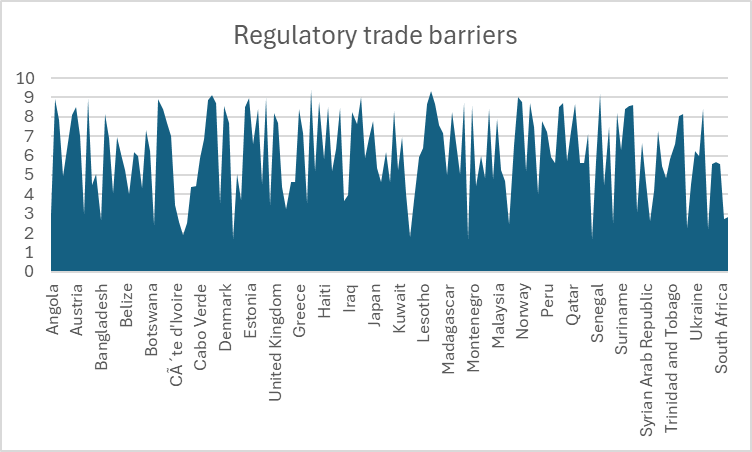 Regulatory trade barriers
10
9
8
7
6
5
4
3
2
1
0
Angola
Austria
Bangladesh
Belize
Botswana
CÃ´te d'Ivoire
Cabo Verde
Denmark
Estonia
United Kingdom
Greece
Haiti
Iraq
Japan
Kuwait
Lesotho
Madagascar
Montenegro
Malaysia
Norway
Peru
Qatar
Senegal
Suriname
Syrian Arab Republic
Trinidad and Tobago
Ukraine
South Africa